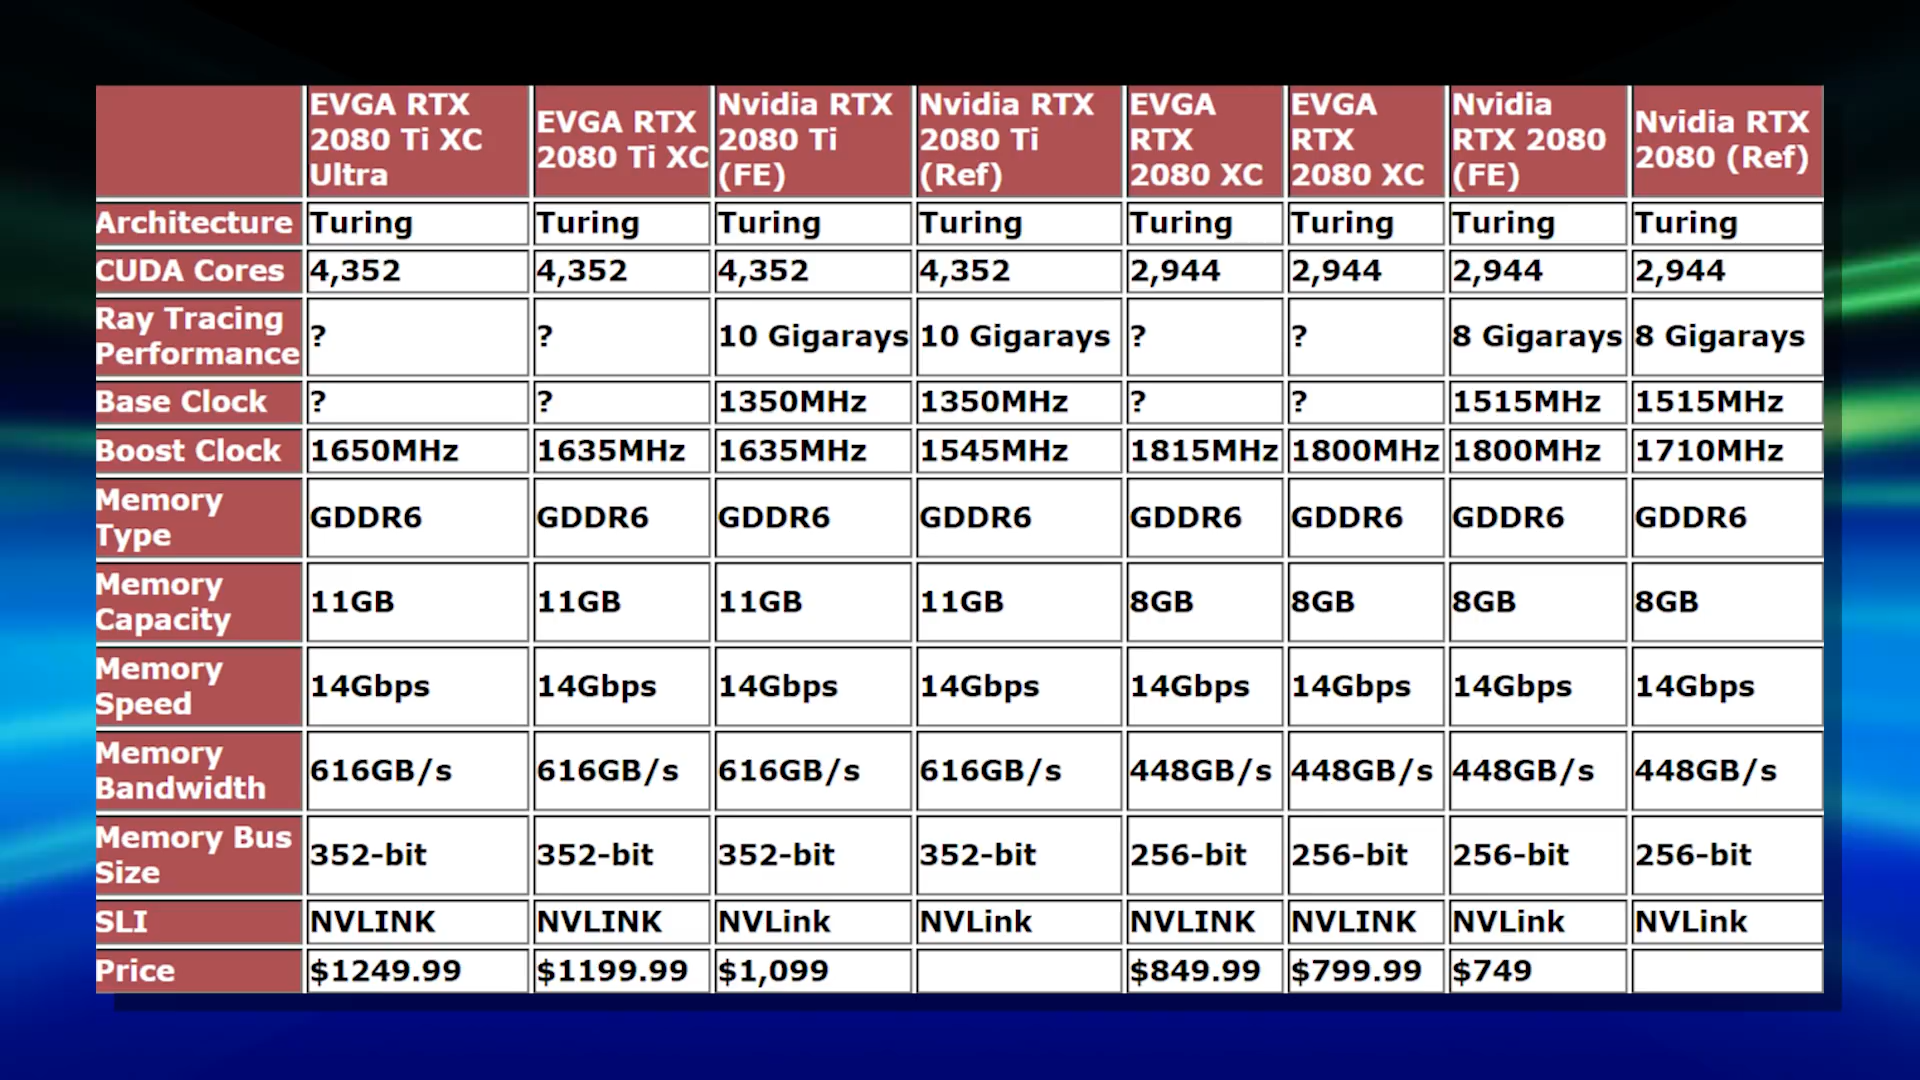 EVGA RTX 2080 Ti XC Ultra EVGA RTX 2080 Ti XC Nvidia RTX 2080 Ti (FE) Nvidia RTX 2080 Ti (Ref) EVGA RTX 2080 XC EVGA RTX 2080 XC Nvidia RTX 2080 (FE) Nvidia RTX 2080 (Ref)
Architecture Turing Turing Turing Turing Turing Turing Turing Turing
CUDA Cores 4,352 4,352 4,352 4,352 2,944 2,944 2,944 2,944
Ray Tracing Performance ? ? 10 Gigarays 10 Gigarays ? ? 8 Gigarays 8 Gigarays
Base Clock ? ? 1350MHz 1350MHz ? ? 1515MHz 1515MHz
Boost Clock 1650MHz 1635MHz 1635MHz 1545MHz 1815MHz 1800MHz 1800MHz 1710MHz
Memory Type GDDR6 GDDR6 GDDR6 GDDR6 GDDR6 GDDR6 GDDR6 GDDR6
Memory Capacity 11GB 11GB 11GB 11GB 8GB 8GB 8GB 8GB
Memory Speed 14Gbps 14Gbps 14Gbps 14Gbps 14Gbps 14Gbps 14Gbps 14Gbps
Memory Bandwidth 616GB/s 616GB/s 616GB/s 616GB/s 448GB/s 448GB/s 448GB/s 448GB/s
Memory Bus Size 352-bit 352-bit 352-bit 352-bit 256-bit 256-bit 256-bit 256-bit
SLI NVLINK NVLINK NVLink NVLink NVLINK NVLINK NVLink NVLink
Price $1249.99 $1199.99 $1,099 $849.99 $799.99 $749